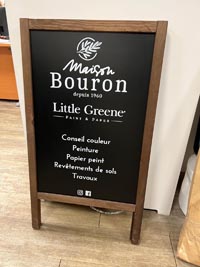 Maison
Bouron
depuis 1960
Little Greene
PAINT & PAPER
Conseil couleur
Peinture
Papier peint
Revêtements de sols
Travaux